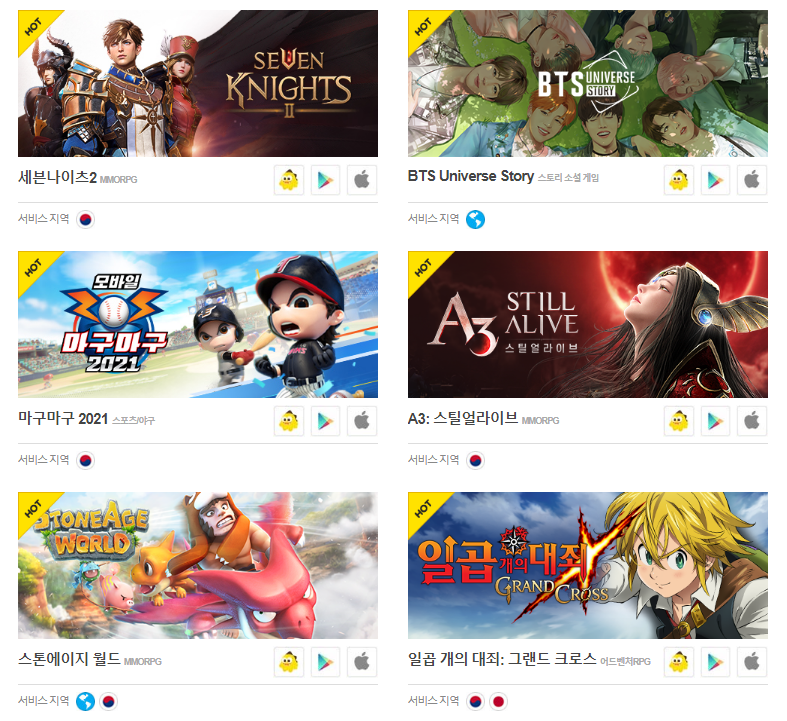 HOT
SEVEN
KNIGHTS
II
세븐나이츠2 MMORPG
서비스 지역
HOT
BTS UNIVERSE
STORY
BTS Universe Story 스토리 소셜 게임
서비스 지역
HOT
모바일
마구마구
2021
마구마구 2021 스포츠/야구
서비스 지역
HOT
A3 STILL
ALIVE
스틸얼라이브
A3: 스틸얼라이브 MMORPG
서비스 지역
HOT
STONEAGE
WORLD
스톤에이지 월드 MMORPG
서비스 지역
HOT
일곱 개의 대죄
GRAND CROSS
일곱 개의 대죄: 그랜드 크로스 어드벤처RPG
서비스 지역